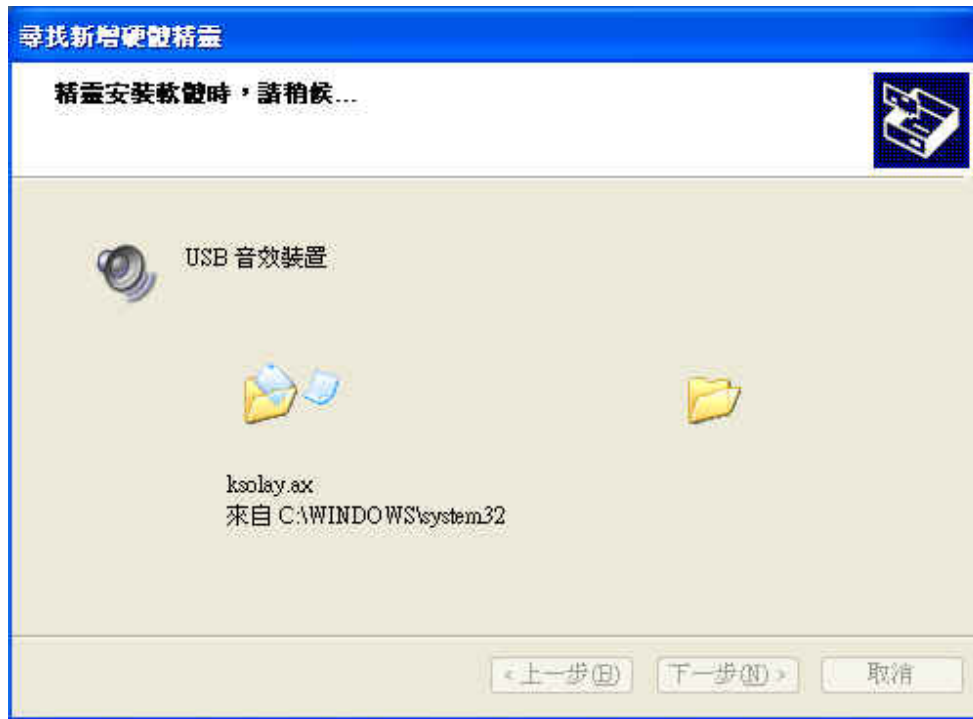 尋找新增硬體精靈
精靈安裝軟體時，請稍候...
USB 音效裝置
ksolay.ax
來自 C:\WINDOWS\system32
<上一步(B)
下一步(N)>
取消